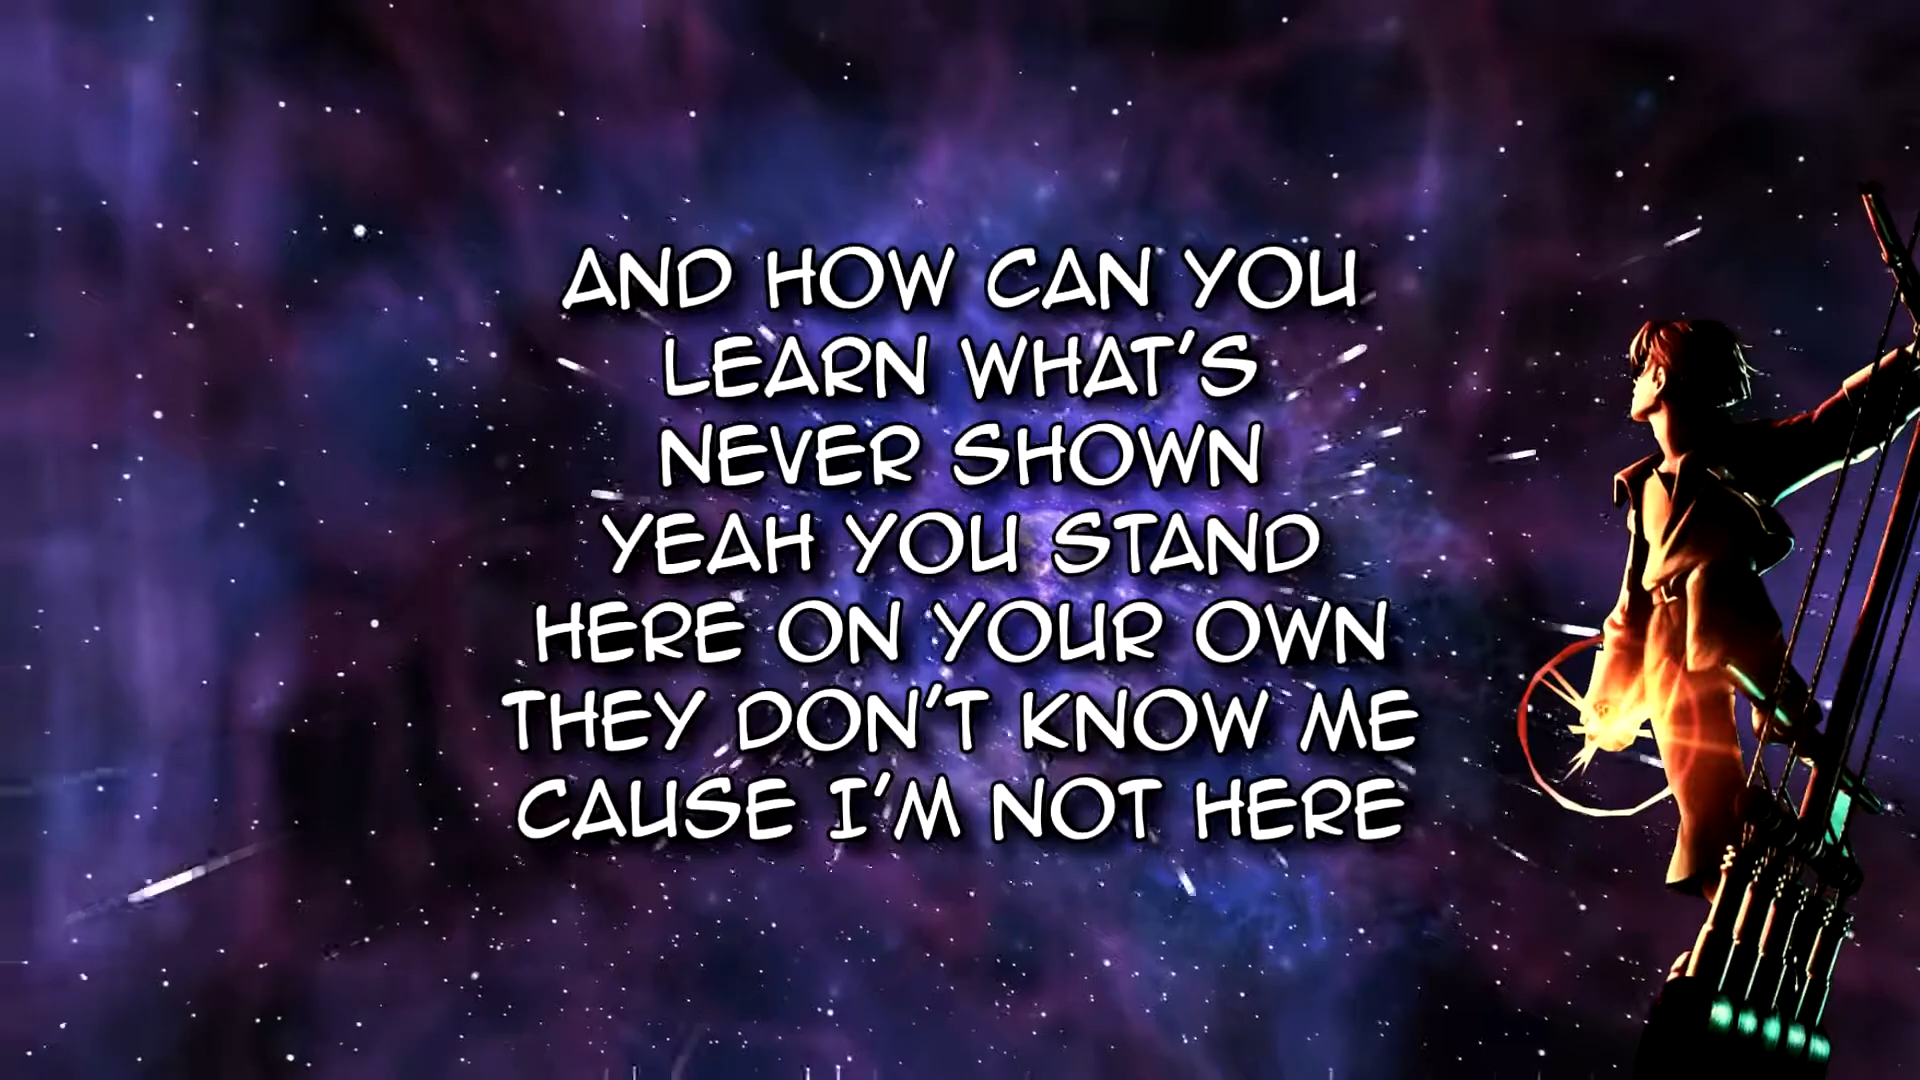 AND HOW CAN YOU
LEARN WHAT'S
NEVER SHOWN
YEAH YOU STAND
HERE ON YOUR OWN
THEY DON'T KNOW ME
CAUSE I'M NOT HERE